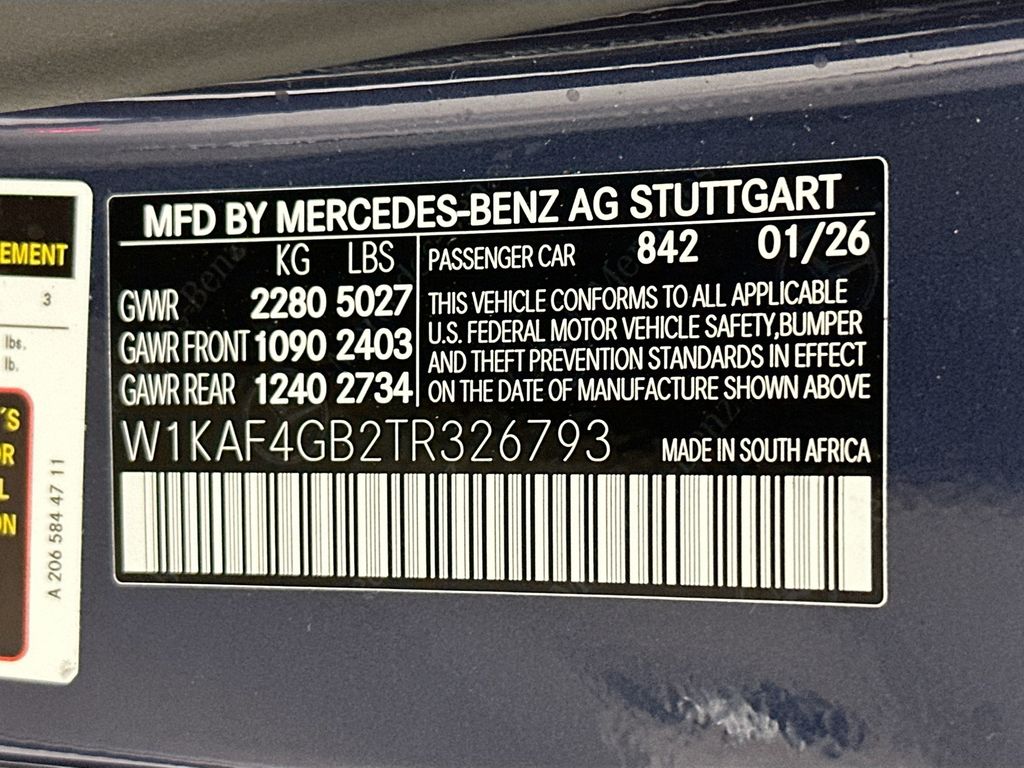 MFD BY MERCEDES-BENZ AG STUTTGART
KG LBS
GVWR 2280 5027
GAWR FRONT 1090 2403
GAWR REAR 1240 2734
PASSENGER CAR 842 01/26
THIS VEHICLE CONFORMS TO ALL APPLICABLE
U.S. FEDERAL MOTOR VEHICLE SAFETY,BUMPER
AND THEFT PREVENTION STANDARDS IN EFFECT
ON THE DATE OF MANUFACTURE SHOWN ABOVE
W1KAF4GB2TR326793 MADE IN SOUTH AFRICA
EMENT
3
lbs.
lb.
'S
OR
L
ON
A 206 584 47 11